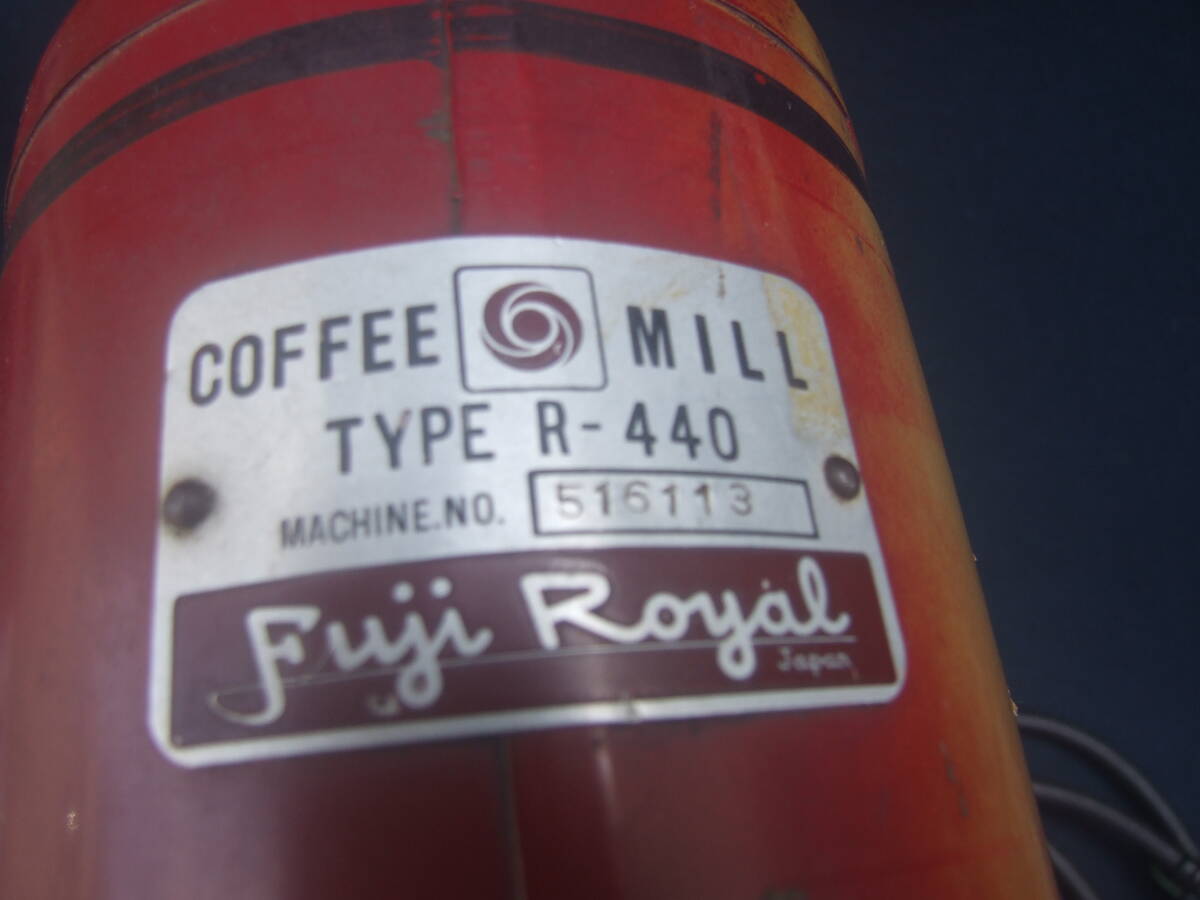 COFFEE MILL
TYPE R-440
MACHINE.NO. 516113
Fuji Royal
Japan